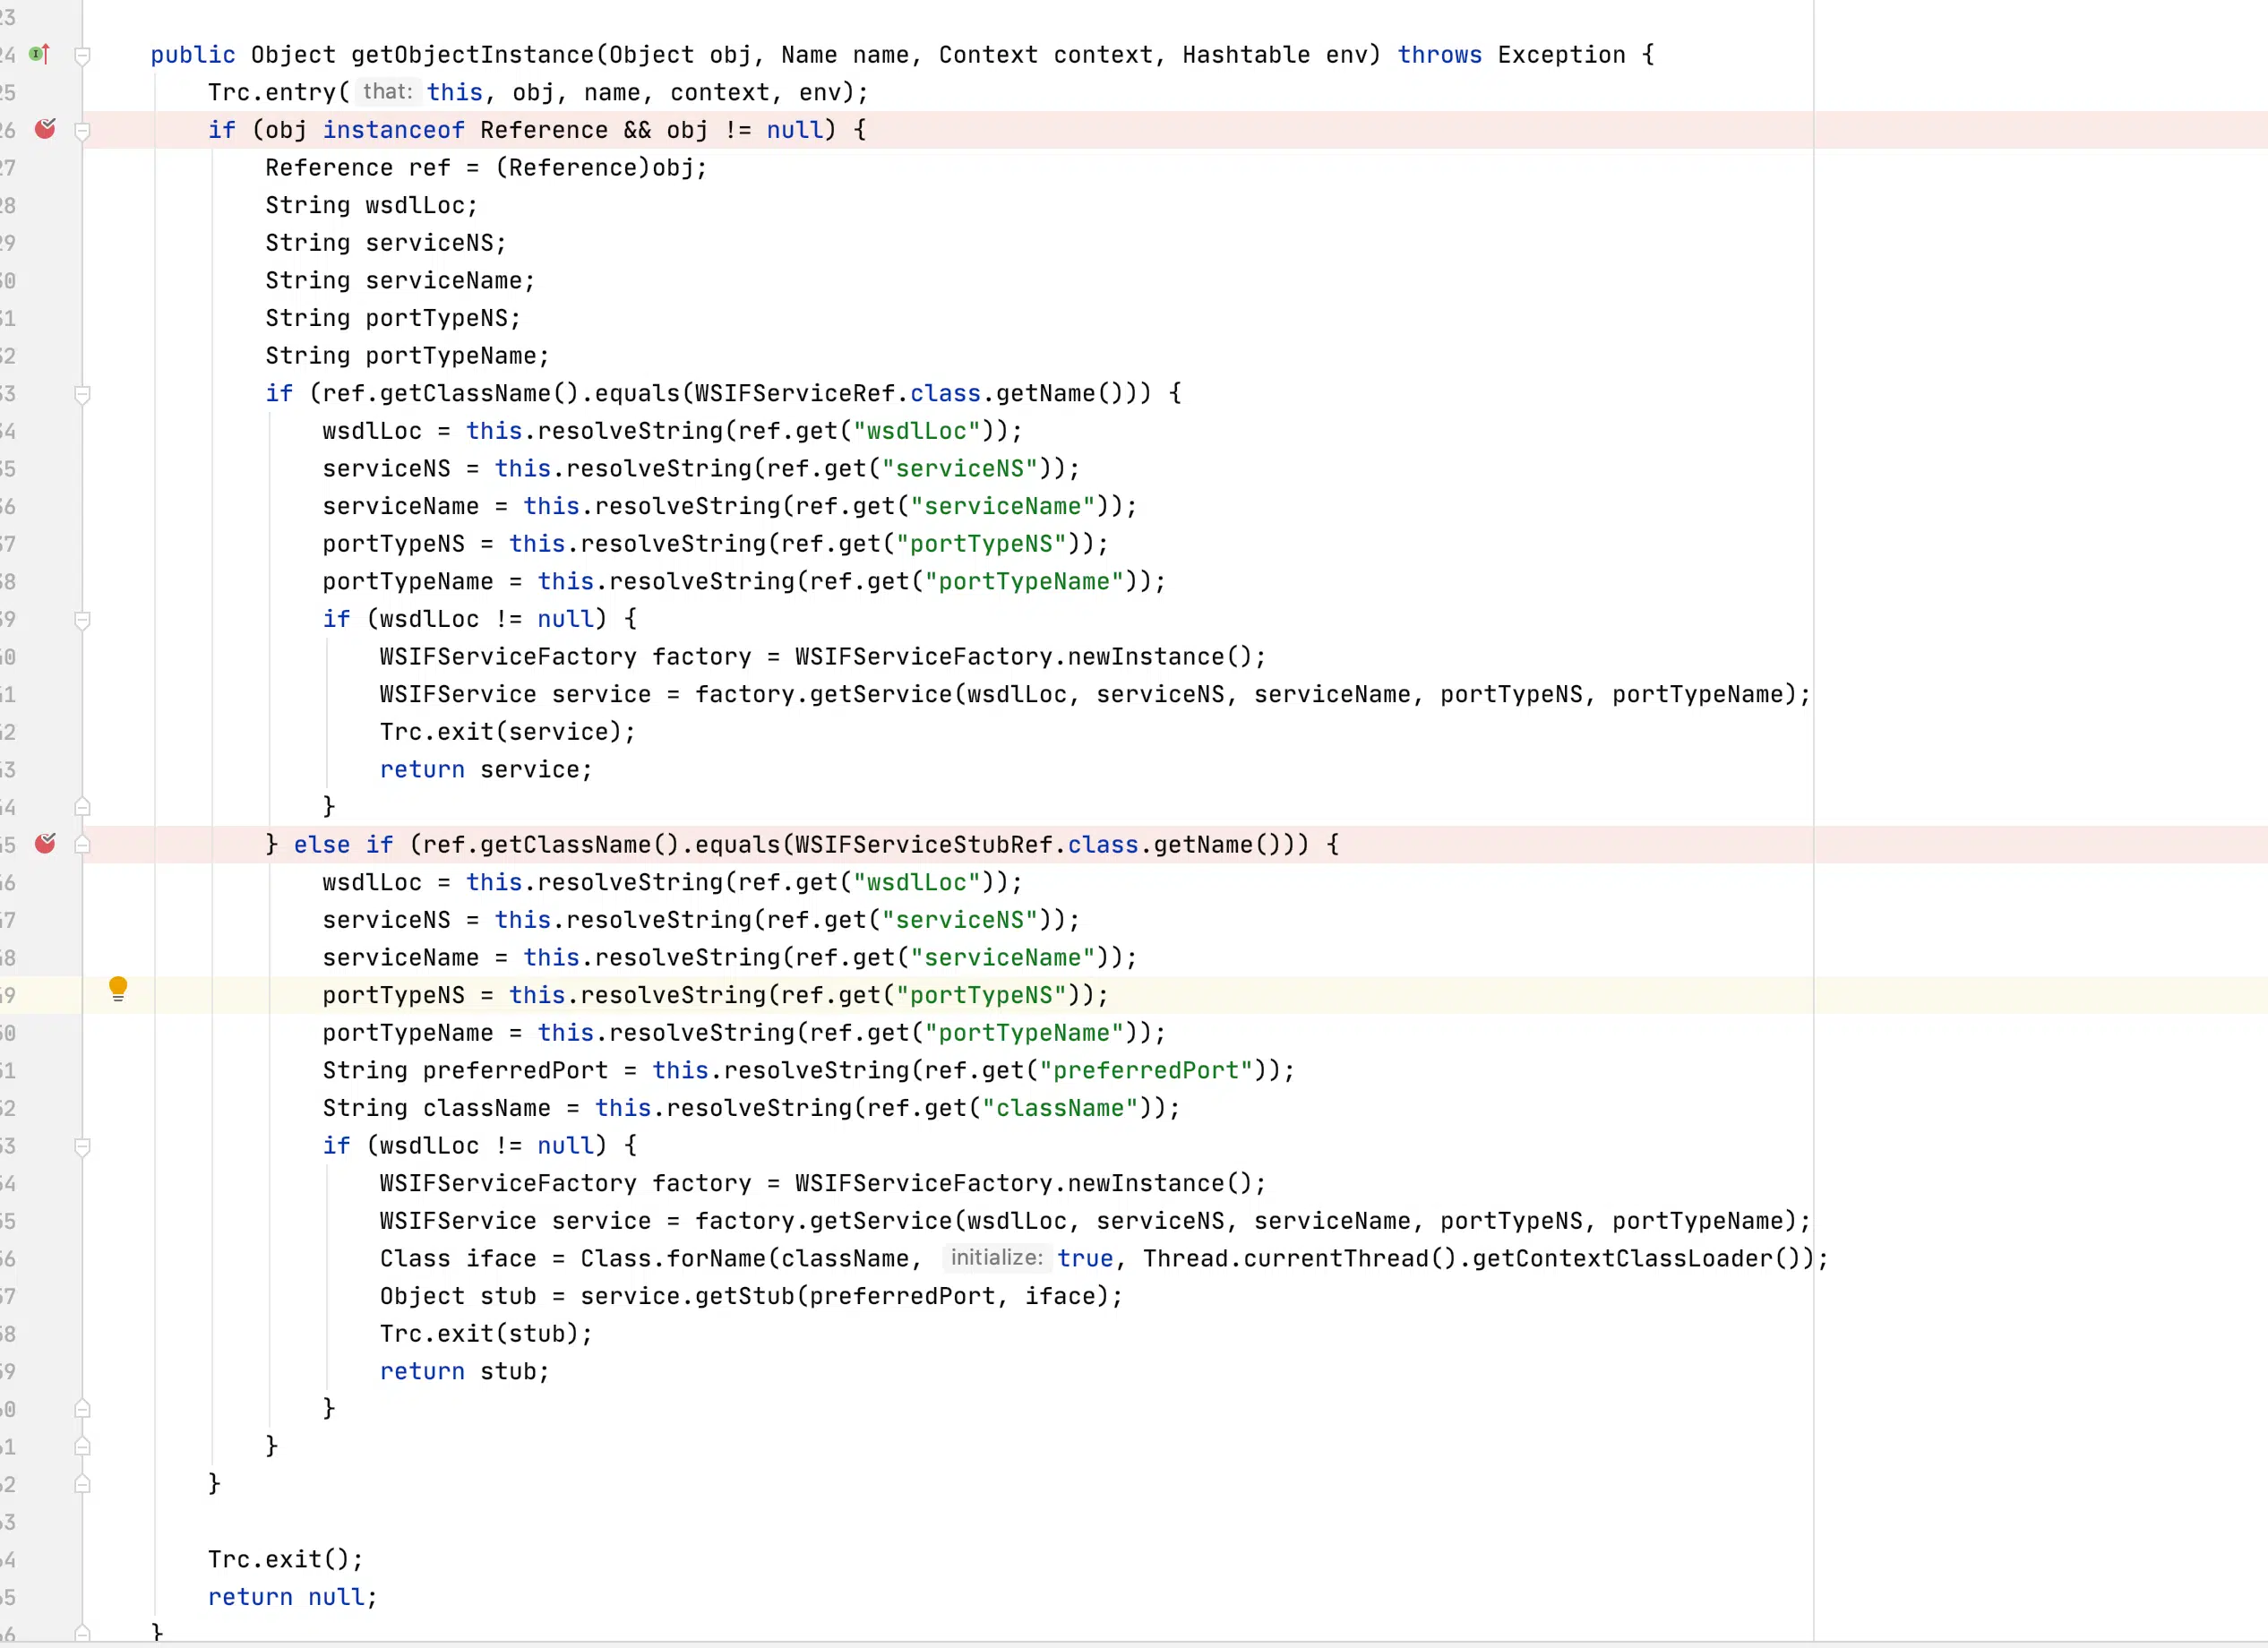 23
24 public Object getObjectInstance(Object obj, Name name, Context context, Hashtable env) throws Exception {
25 Trc.entry( that: this, obj, name, context, env);
26 if (obj instanceof Reference && obj != null) {
27 Reference ref = (Reference)obj;
28 String wsdlLoc;
29 String serviceNS;
30 String serviceName;
31 String portTypeNS;
32 String portTypeName;
33 if (ref.getClassName().equals(WSIFServiceRef.class.getName())) {
34 wsdlLoc = this.resolveString(ref.get("wsdlLoc"));
35 serviceNS = this.resolveString(ref.get("serviceNS"));
36 serviceName = this.resolveString(ref.get("serviceName"));
37 portTypeNS = this.resolveString(ref.get("portTypeNS"));
38 portTypeName = this.resolveString(ref.get("portTypeName"));
39 if (wsdlLoc != null) {
40 WSIFServiceFactory factory = WSIFServiceFactory.newInstance();
41 WSIFService service = factory.getService(wsdlLoc, serviceNS, serviceName, portTypeNS, portTypeName);
42 Trc.exit(service);
43 return service;
44 }
45 } else if (ref.getClassName().equals(WSIFServiceStubRef.class.getName())) {
46 wsdlLoc = this.resolveString(ref.get("wsdlLoc"));
47 serviceNS = this.resolveString(ref.get("serviceNS"));
48 serviceName = this.resolveString(ref.get("serviceName"));
49 portTypeNS = this.resolveString(ref.get("portTypeNS"));
50 portTypeName = this.resolveString(ref.get("portTypeName"));
51 String preferredPort = this.resolveString(ref.get("preferredPort"));
52 String className = this.resolveString(ref.get("className"));
53 if (wsdlLoc != null) {
54 WSIFServiceFactory factory = WSIFServiceFactory.newInstance();
55 WSIFService service = factory.getService(wsdlLoc, serviceNS, serviceName, portTypeNS, portTypeName);
56 Class iface = Class.forName(className, initialize: true, Thread.currentThread().getContextClassLoader());
57 Object stub = service.getStub(preferredPort, iface);
58 Trc.exit(stub);
59 return stub;
60 }
61 }
62 }
63
64 Trc.exit();
65 return null;
66 }